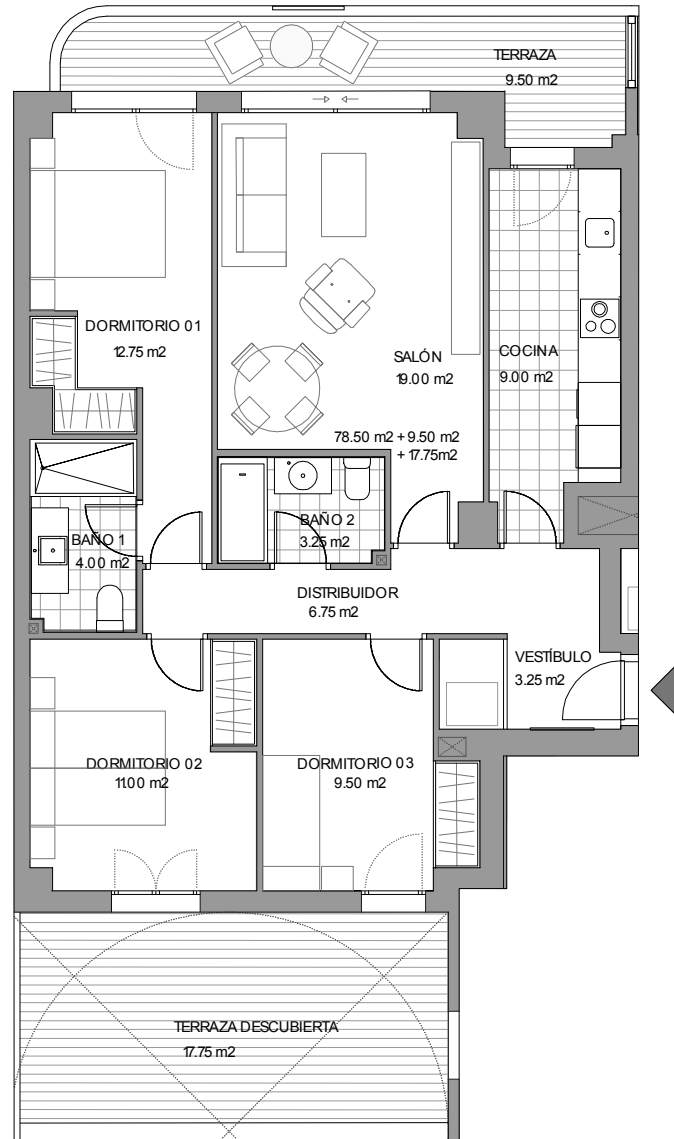 TERRAZA
9.50 m2
DORMITORIO 01
12.75 m2
SALÓN
19.00 m2
COCINA
9.00 m2
78.50 m2 + 9.50 m2
+ 17.75m2
BAÑO 1
4.00 m2
BAÑO 2
3.25 m2
DISTRIBUIDOR
6.75 m2
VESTÍBULO
3.25 m2
DORMITORIO 02
11.00 m2
DORMITORIO 03
9.50 m2
TERRAZA DESCUBIERTA
17.75 m2